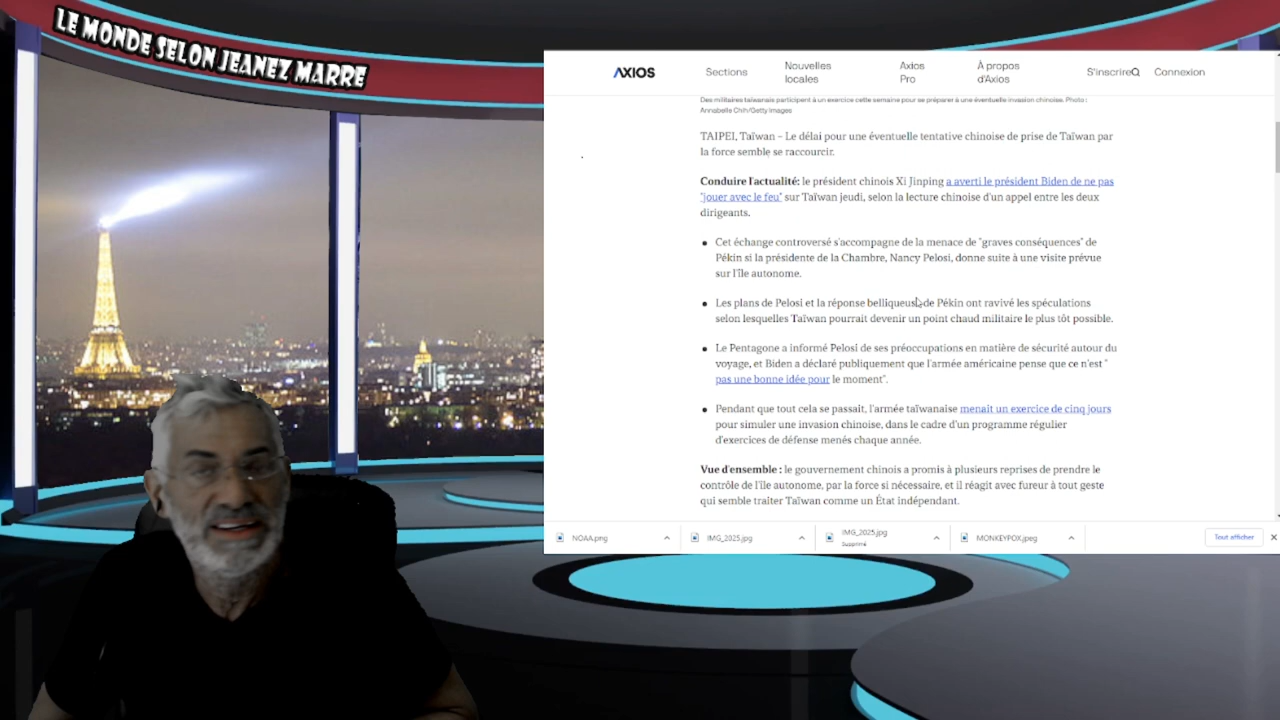 LE MONDE SELON JEANEZ MARRE
AXIOS
Sections
Nouvelles
locales
Axios
Pro
À propos
d'Axios
S'inscrire
Connexion
Des militaires taïwanais participent à un exercice cette semaine pour se préparer à une éventuelle invasion chinoise. Photo :
Annabelle Chih/Getty Images
TAIPEI, Taïwan – Le délai pour une éventuelle tentative chinoise de prise de Taïwan par
la force semble se raccourcir.
Conduire l'actualité: le président chinois Xi Jinping a averti le président Biden de ne pas
"jouer avec le feu" sur Taïwan jeudi, selon la lecture chinoise d'un appel entre les deux
dirigeants.
• Cet échange controversé s'accompagne de la menace de "graves conséquences" de
Pékin si la présidente de la Chambre, Nancy Pelosi, donne suite à une visite prévue
sur l'île autonome.
• Les plans de Pelosi et la réponse belliqueuse de Pékin ont ravivé les spéculations
selon lesquelles Taïwan pourrait devenir un point chaud militaire le plus tôt possible.
• Le Pentagone a informé Pelosi de ses préoccupations en matière de sécurité autour du
voyage, et Biden a déclaré publiquement que l'armée américaine pense que ce n'est "
pas une bonne idée pour le moment".
• Pendant que tout cela se passait, l'armée taïwanaise menait un exercice de cinq jours
pour simuler une invasion chinoise, dans le cadre d'un programme régulier
d'exercices de défense menés chaque année.
Vue d'ensemble : le gouvernement chinois a promis à plusieurs reprises de prendre le
contrôle de l'île autonome, par la force si nécessaire, et il réagit avec fureur à tout geste
qui semble traiter Taïwan comme un État indépendant.
NOAA.png
IMG_2025.jpg
IMG_2025.jpg
Supprimé
MONKEYPOX.jpeg
Tout afficher